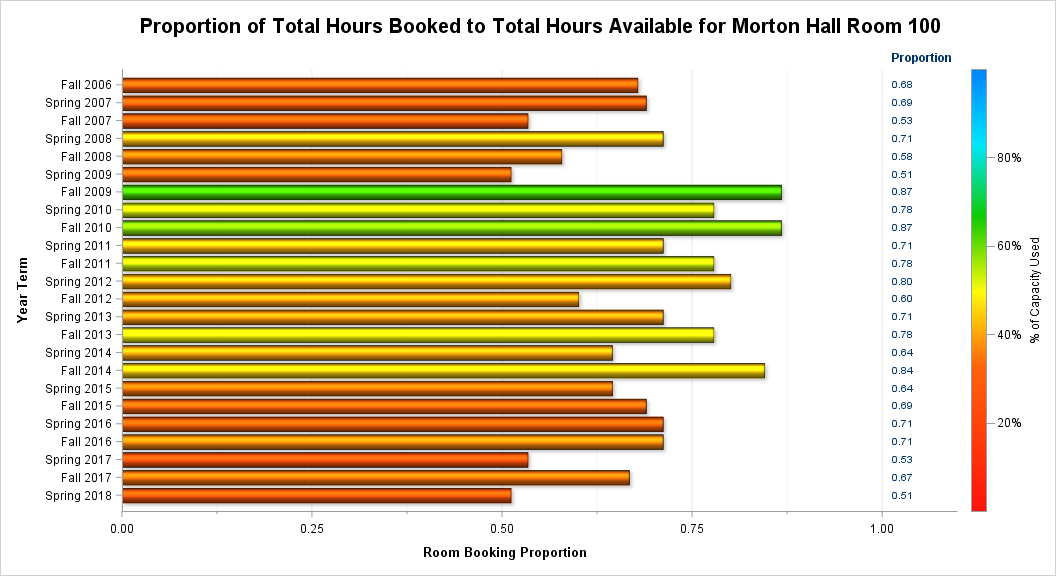 Proportion of Total Hours Booked to Total Hours Available for Morton Hall Room 100
Proportion
Fall 2006 0.68
Spring 2007 0.69
Fall 2007 0.53
Spring 2008 0.71
Fall 2008 0.58
Spring 2009 0.51
Fall 2009 0.87
Spring 2010 0.78
Fall 2010 0.87
Spring 2011 0.71
Fall 2011 0.78
Spring 2012 0.80
Fall 2012 0.60
Spring 2013 0.71
Fall 2013 0.78
Spring 2014 0.64
Fall 2014 0.84
Spring 2015 0.64
Fall 2015 0.69
Spring 2016 0.71
Fall 2016 0.71
Spring 2017 0.53
Fall 2017 0.67
Spring 2018 0.51
Year Term
0.00 0.25 0.50 0.75 1.00
Room Booking Proportion
80%
60%
40%
20%
% of Capacity Used